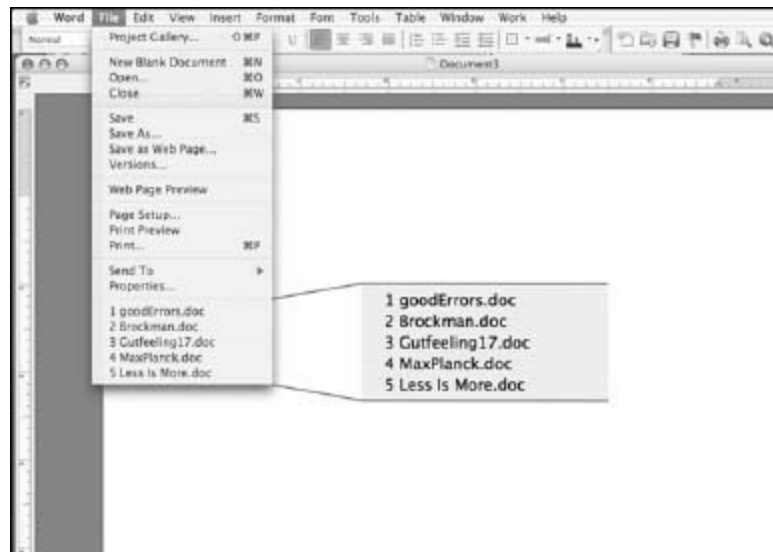 Word File Edit View Insert Format Font Tools Table Window Work Help
Normal
Document3
Project Gallery... ⇧⌘P
New Blank Document ⌘N
Open... ⌘O
Close ⌘W
Save ⌘S
Save As...
Save as Web Page...
Versions...
Web Page Preview
Page Setup...
Print Preview
Print... ⌘P
Send To
Properties...
1 goodErrors.doc
2 Brockman.doc
3 Gutfeeling17.doc
4 MaxPlanck.doc
5 Less Is More.doc
1 goodErrors.doc
2 Brockman.doc
3 Gutfeeling17.doc
4 MaxPlanck.doc
5 Less Is More.doc